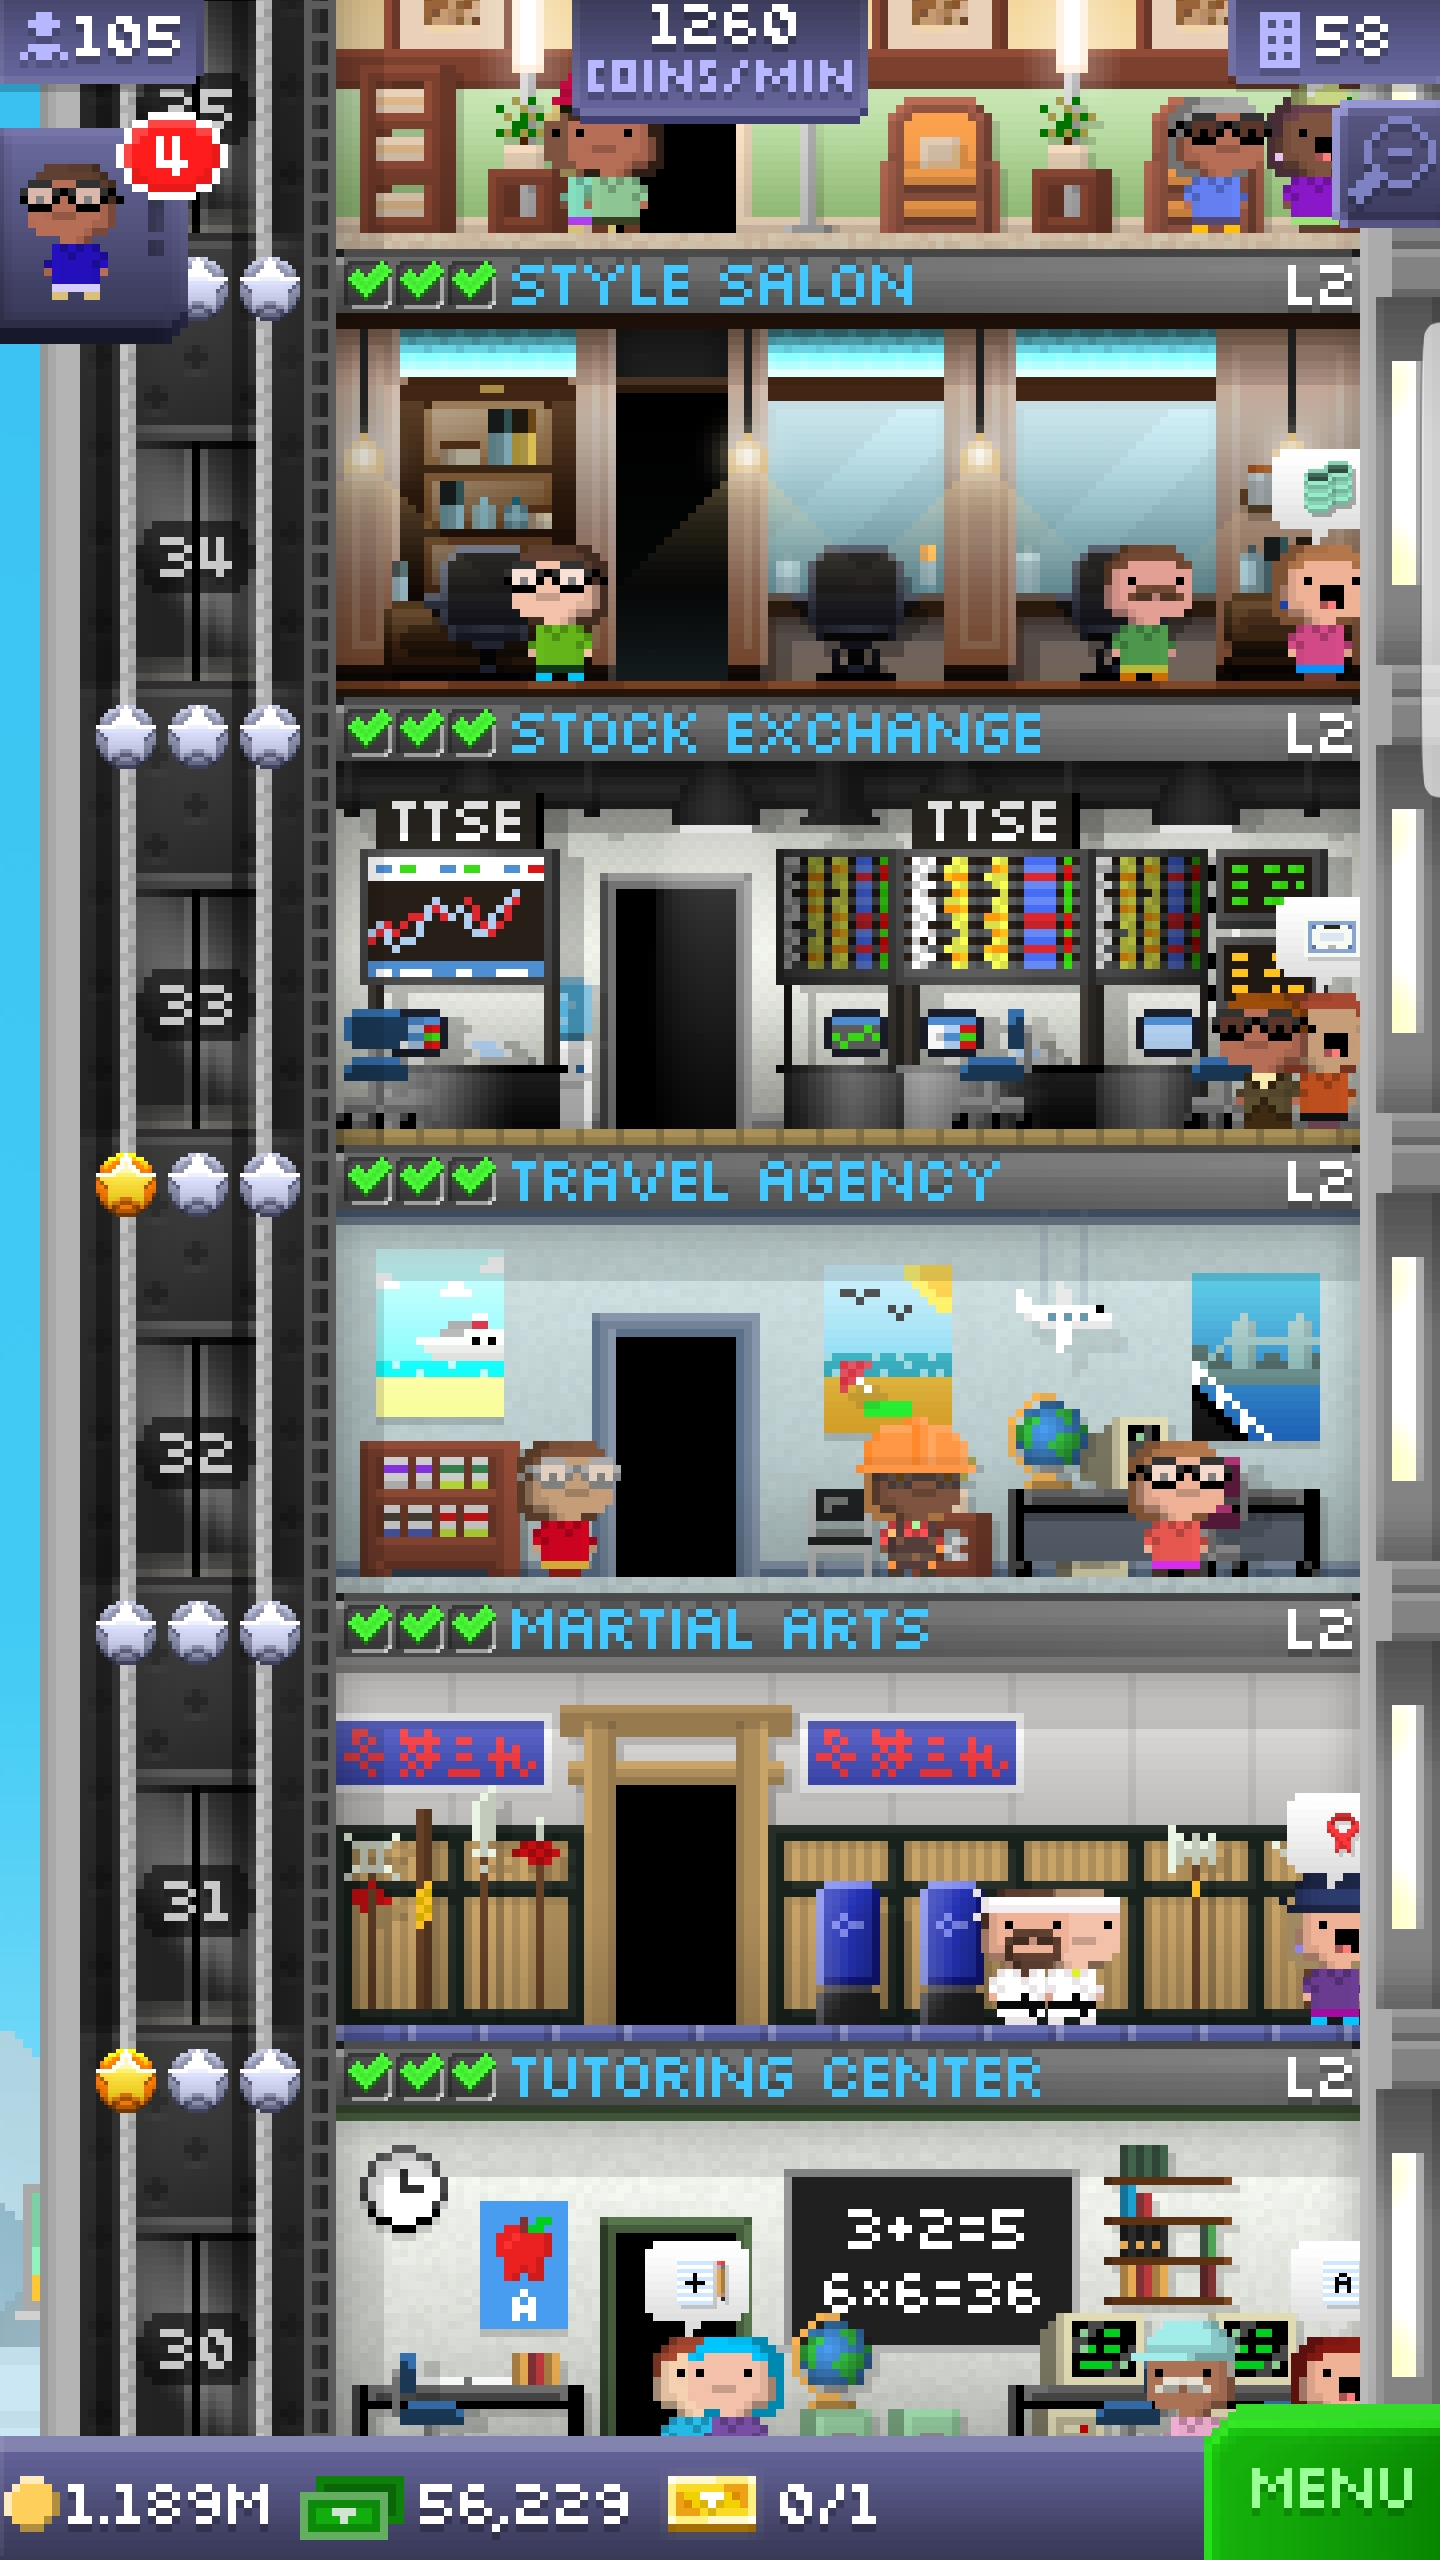 105
1260
COINS/MIN
58
4
35
STYLE SALON L2
34
STOCK EXCHANGE L2
TTSE TTSE
33
TRAVEL AGENCY L2
32
MARTIAL ARTS L2
31
TUTORING CENTER L2
3+2=5
6×6=36
A
+
A
30
1.189M 56,229 0/1
MENU